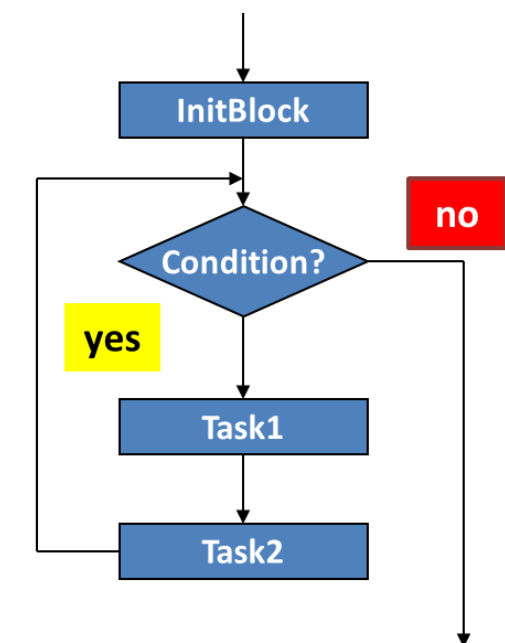 InitBlock
no
Condition?
yes
Task1
Task2